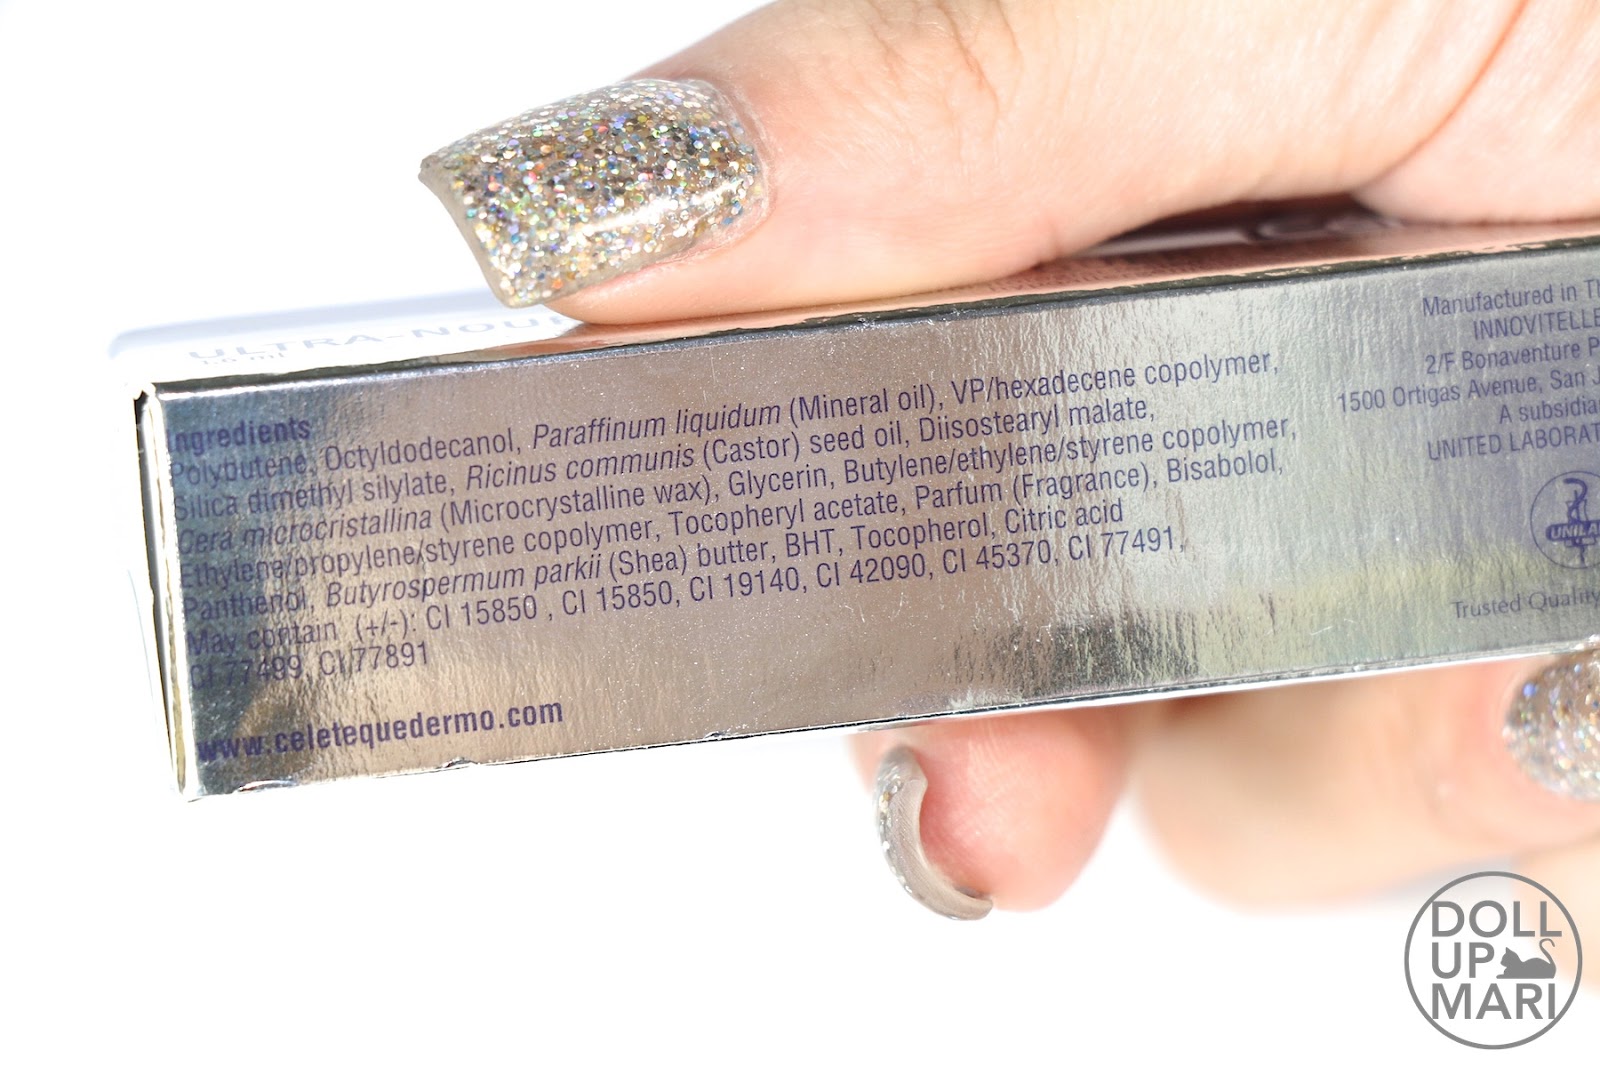 ULTRA-NOUR
Ingredients
Polybutene, Octyldodecanol, Paraffinum liquidum (Mineral oil), VP/hexadecene copolymer,
Silica dimethyl silylate, Ricinus communis (Castor) seed oil, Diisostearyl malate,
Cera microcristallina (Microcrystalline wax), Glycerin, Butylene/ethylene/styrene copolymer,
Ethylene/propylene/styrene copolymer, Tocopheryl acetate, Parfum (Fragrance), Bisabolol,
Panthenol, Butyrospermum parkii (Shea) butter, BHT, Tocopherol, Citric acid
May contain (+/-): CI 15850 , CI 15850, CI 19140, CI 42090, CI 45370, CI 77491,
CI 77499, CI 77891
www.celetequedermo.com
Manufactured in Th
INNOVITELLE
2/F Bonaventure P
1500 Ortigas Avenue, San J
A subsidia
UNITED LABORAT
UNILA
Trusted Quality
DOLL
UP
MARI